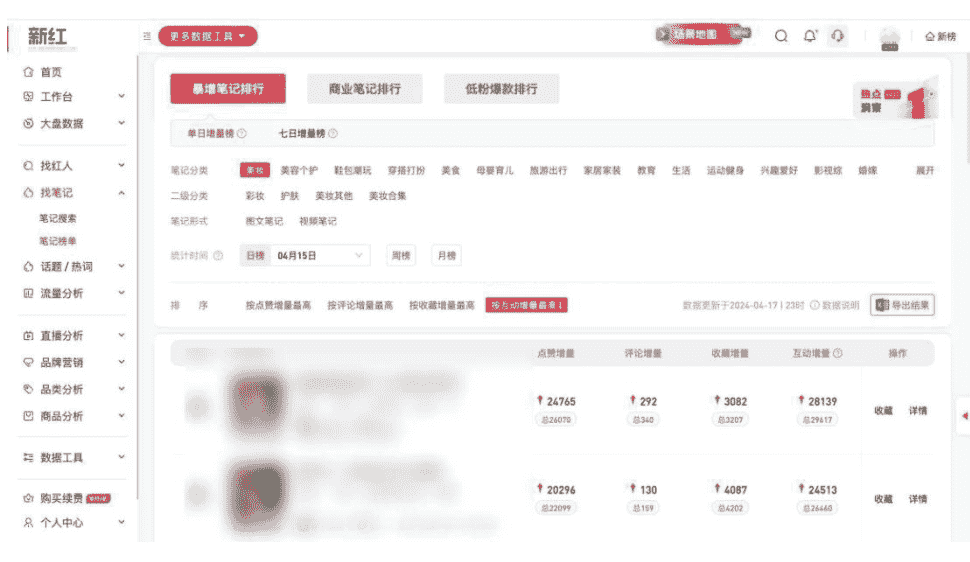 新红
更多数据工具
场景地图
新榜
首页
工作台
大盘数据
找红人
找笔记
笔记搜索
笔记榜单
话题 / 热词
流量分析
直播分析
品牌营销
品类分析
商品分析
数据工具
购买续费
个人中心
暴增笔记排行 商业笔记排行 低粉爆款排行
热点
洞察
单日增量榜 七日增量榜
笔记分类 美妆 美容个护 鞋包潮玩 穿搭打扮 美食 母婴育儿 旅游出行 家居家装 教育 生活 运动健身 兴趣爱好 影视综 婚嫁 展开
二级分类 彩妆 护肤 美妆其他 美妆合集
笔记形式 图文笔记 视频笔记
统计时间 日榜 04月15日 周榜 月榜
排 序 按点赞增量最高 按评论增量最高 按收藏增量最高 按互动增量最高 数据更新于2024-04-17 | 23时 数据说明 导出结果
点赞增量 评论增量 收藏增量 互动增量 操作
24765 292 3082 28139 收藏 详情
总26070 总340 总3207 总29617
20296 130 4087 24513 收藏 详情
总22099 总159 总4202 总26460